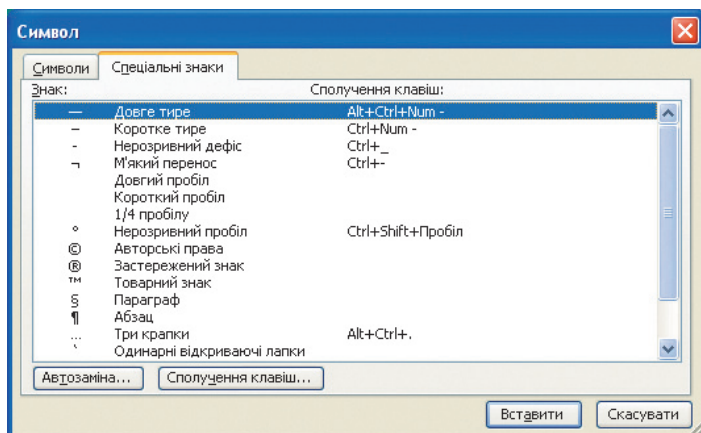 Символ
Символи Спеціальні знаки
Знак: Сполучення клавіш:
— Довге тире Alt+Ctrl+Num -
– Коротке тире Ctrl+Num -
- Нерозривний дефіс Ctrl+_
¬ М'який перенос Ctrl+-
Довгий пробіл
Короткий пробіл
1/4 пробілу
° Нерозривний пробіл Ctrl+Shift+Пробіл
© Авторські права
® Застережений знак
™ Товарний знак
§ Параграф
¶ Абзац
... Три крапки Alt+Ctrl+.
‛ Одинарні відкриваючі лапки
Автозаміна... Сполучення клавіш...
Вставити Скасувати